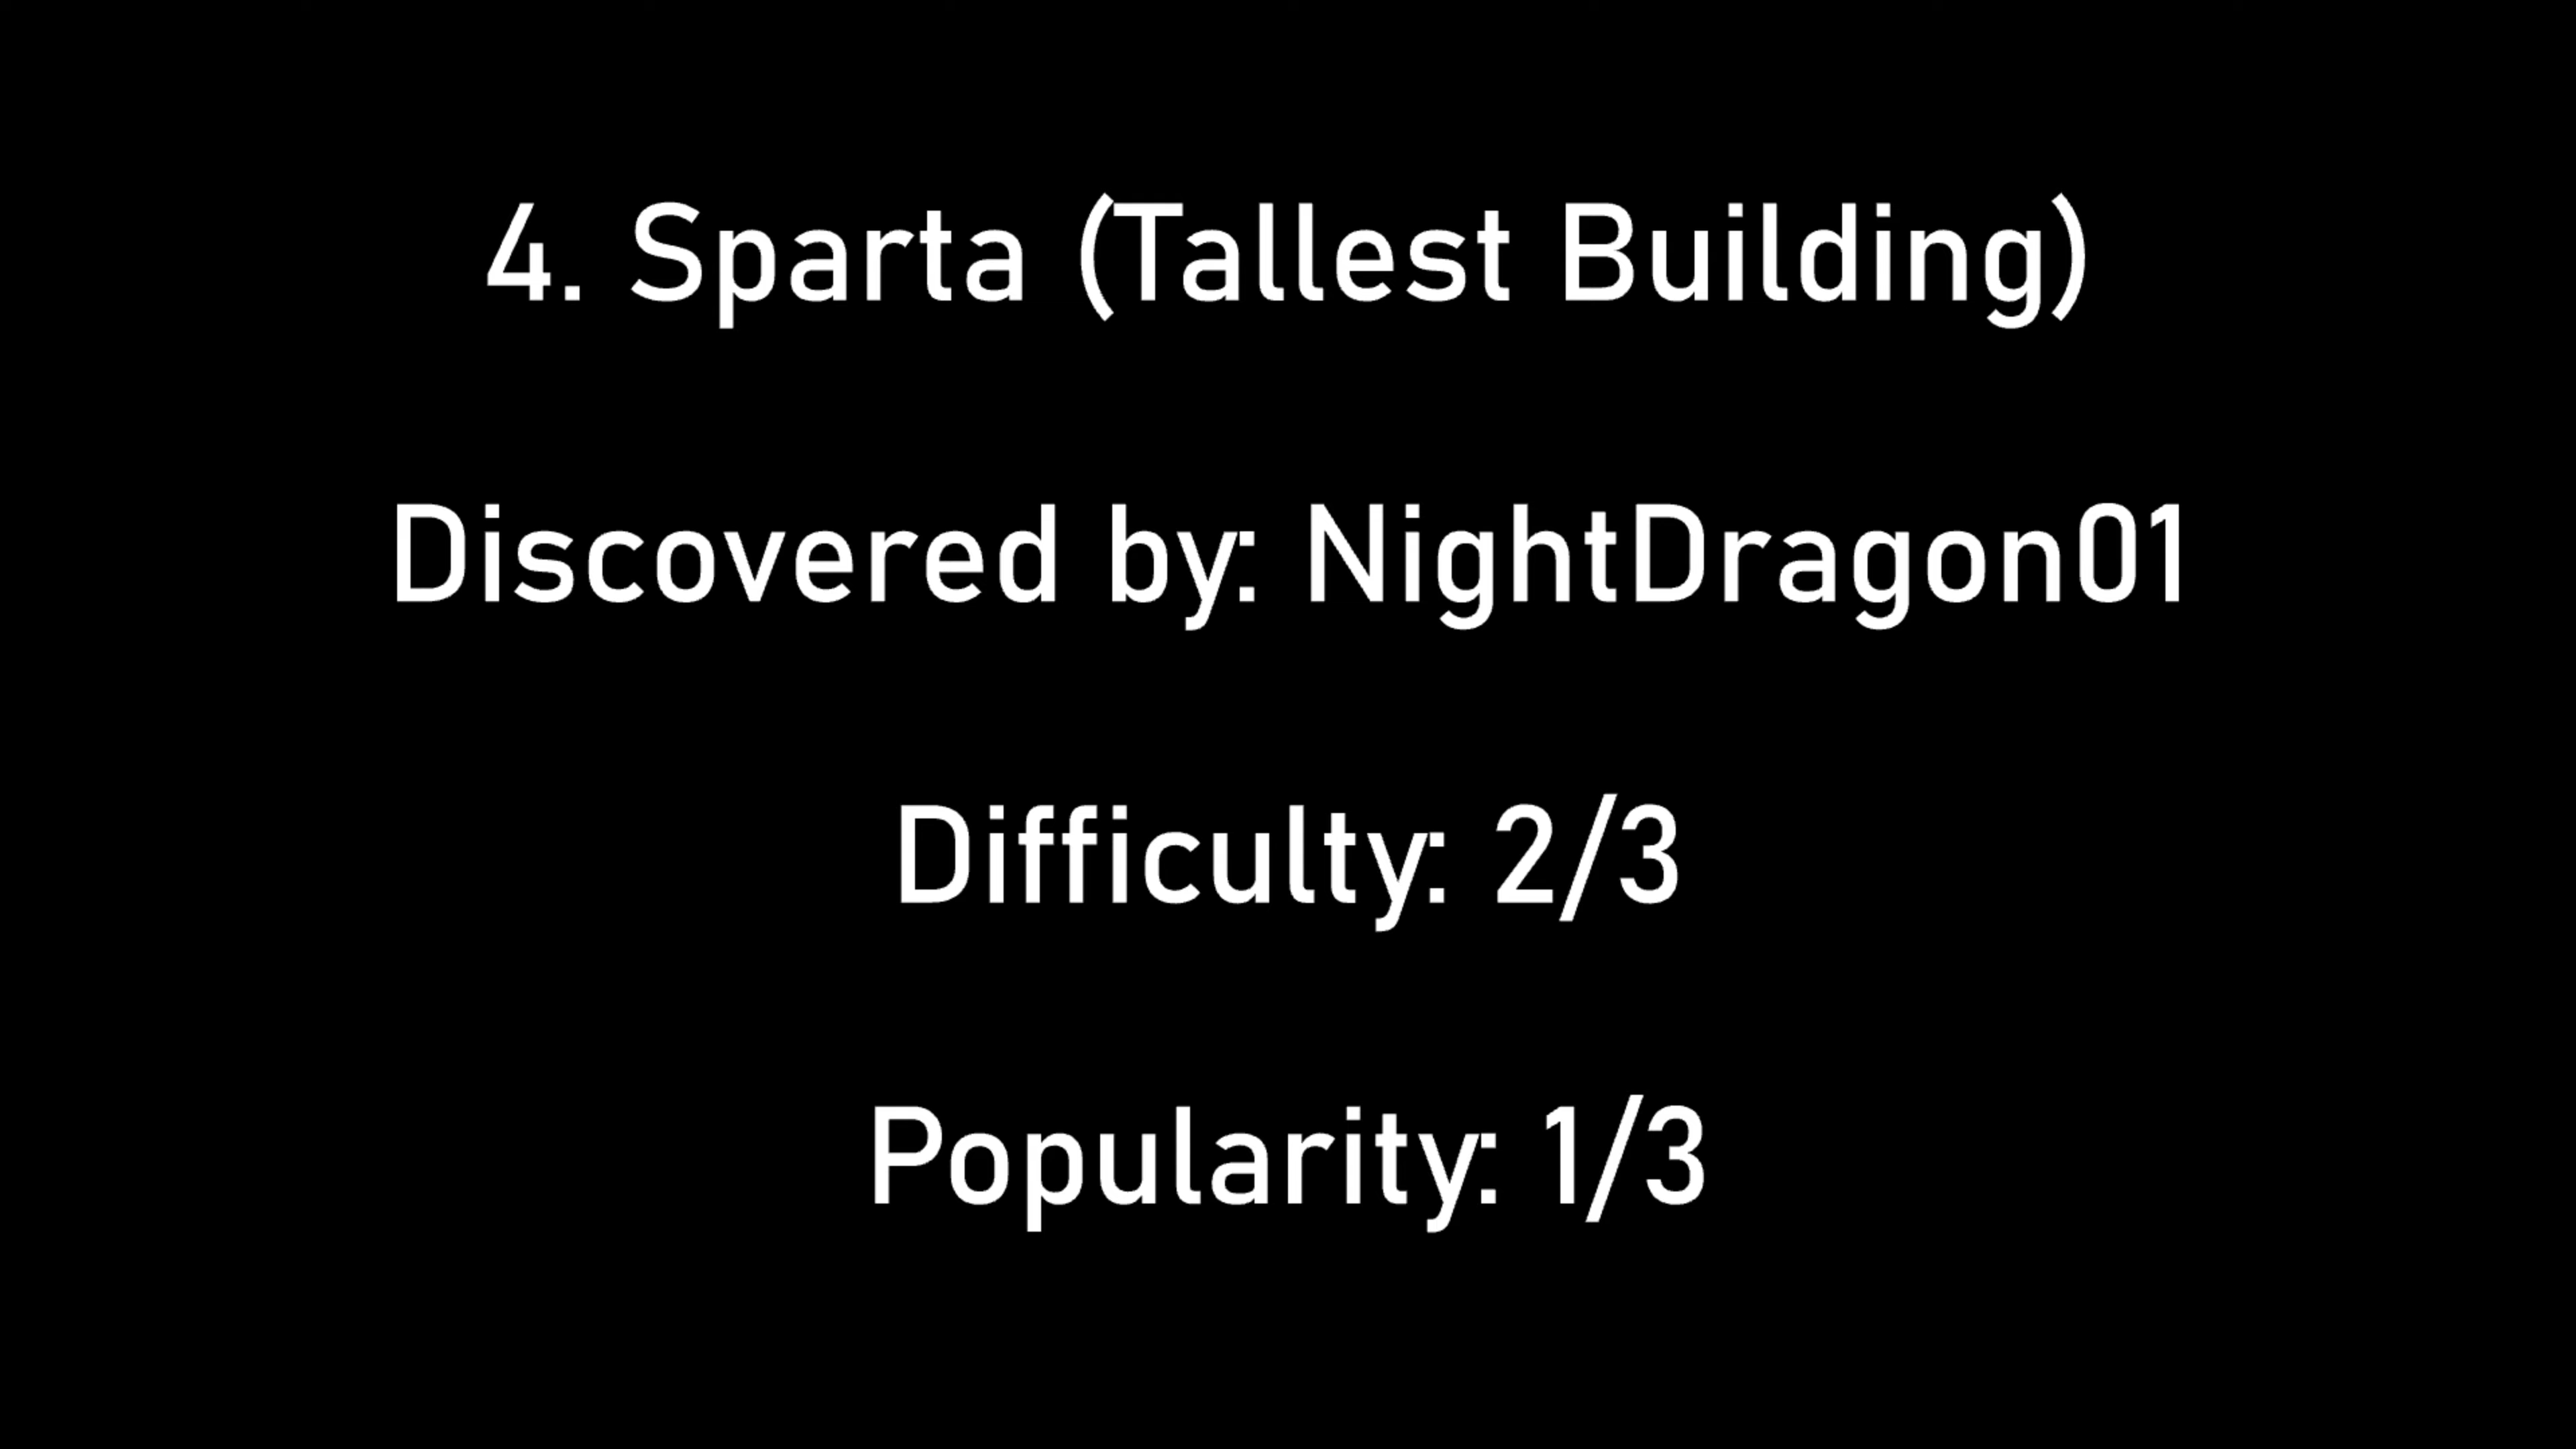 4. Sparta (Tallest Building)
Discovered by: NightDragon01
Difficulty: 2/3
Popularity: 1/3